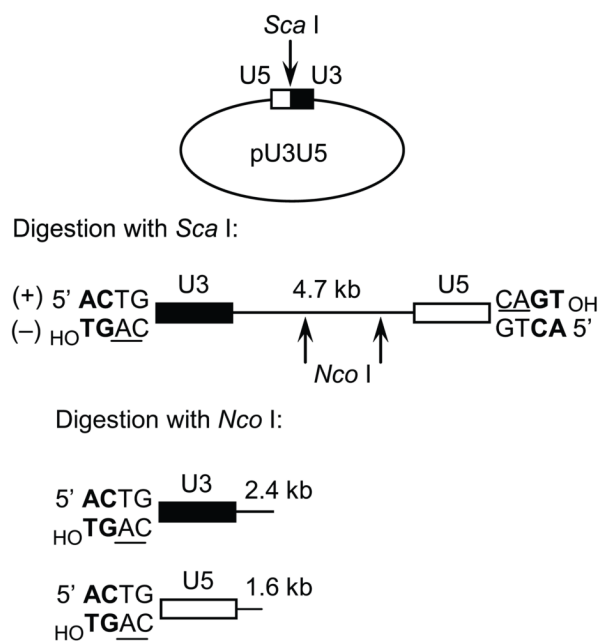 Sca I
U5 U3
pU3U5
Digestion with Sca I:
U3 4.7 kb U5
(+) 5’ ACTG CAGT OH
(–) HO TGAC GTCA 5’
Nco I
Digestion with Nco I:
U3 2.4 kb
5’ ACTG
HO TGAC
U5 1.6 kb
5’ ACTG
HO TGAC